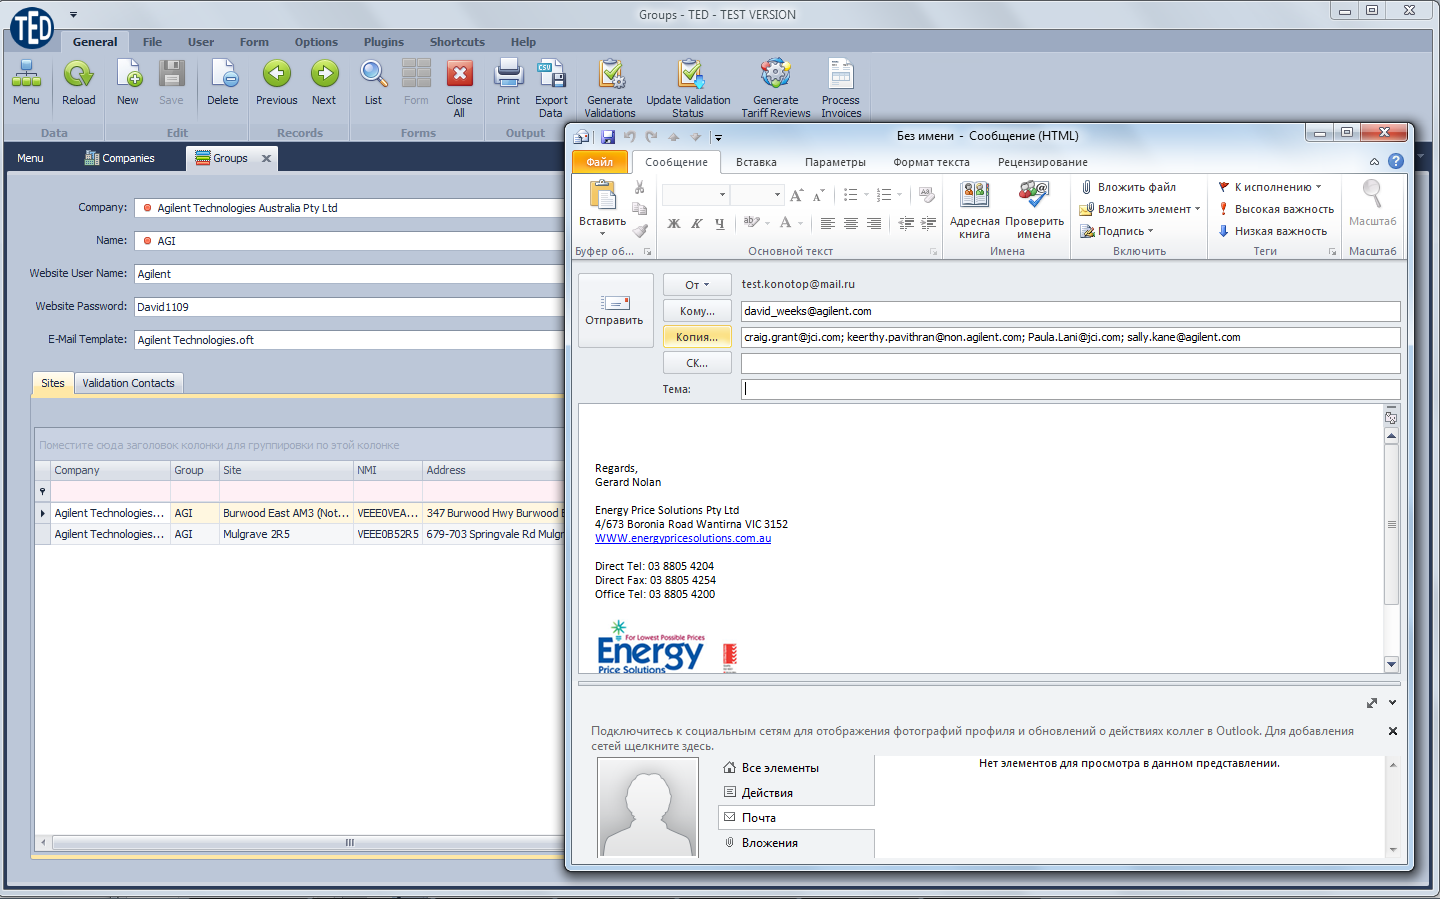 Groups - TED - TEST VERSION
TED
General File User Form Options Plugins Shortcuts Help
Menu Reload New Save Delete Previous Next List Form Close All Print Export Data Generate Validations Update Validation Status Generate Tariff Reviews Process Invoices
Data Edit Records Forms Output
Menu Companies Groups
Company: Agilent Technologies Australia Pty Ltd
Name: AGI
Website User Name: Agilent
Website Password: David1109
E-Mail Template: Agilent Technologies.oft
Sites Validation Contacts
Поместите сюда заголовок колонки для группировки по этой колонке
Company Group Site NMI Address
Agilent Technologies... AGI Burwood East AM3 (Not... VEEE0VEA... 347 Burwood Hwy Burwood E
Agilent Technologies... AGI Mulgrave 2R5 VEEE0B52R5 679-703 Springvale Rd Mulgr
Без имени - Сообщение (HTML)
Файл Сообщение Вставка Параметры Формат текста Рецензирование
Вставить
Буфер об...
Ж К Ч
Основной текст
Адресная книга Проверить имена
Имена
Вложить файл
Вложить элемент
Подпись
Включить
К исполнению
Высокая важность
Низкая важность
Теги
Масштаб
Масштаб
Отправить
От test.konotop@mail.ru
Кому... david_weeks@agilent.com
Копия... craig.grant@jci.com; keerthy.pavithran@non.agilent.com; Paula.Lani@jci.com; sally.kane@agilent.com
СК...
Тема:
Regards,
Gerard Nolan
Energy Price Solutions Pty Ltd
4/673 Boronia Road Wantirna VIC 3152
WWW.energypricesolutions.com.au
Direct Tel: 03 8805 4204
Direct Fax: 03 8805 4254
Office Tel: 03 8805 4200
For Lowest Possible Prices
Energy
Price Solutions
Подключитесь к социальным сетям для отображения фотографий профиля и обновлений о действиях коллег в Outlook. Для добавления
сетей щелкните здесь.
Все элементы
Действия
Почта
Вложения
Нет элементов для просмотра в данном представлении.